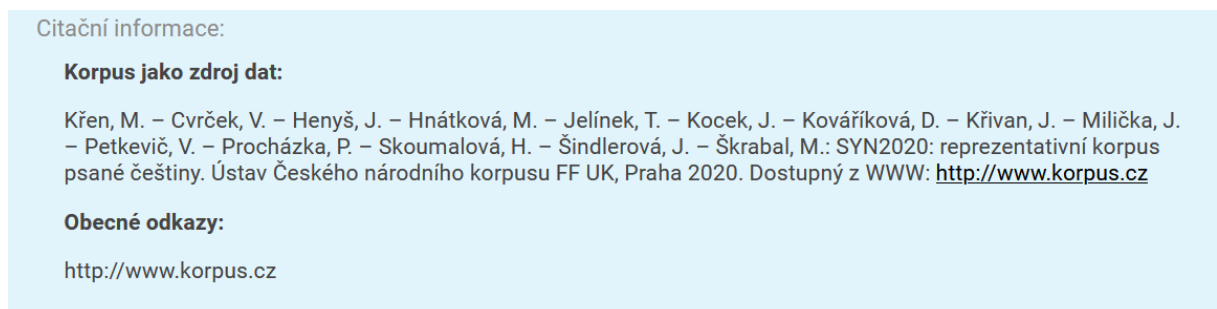 Citační informace:
Korpus jako zdroj dat:
Křen, M. – Cvrček, V. – Henyš, J. – Hnátková, M. – Jelínek, T. – Kocek, J. – Kováříková, D. – Křivan, J. – Milička, J.
– Petkevič, V. – Procházka, P. – Skoumalová, H. – Šindlerová, J. – Škrabal, M.: SYN2020: reprezentativní korpus
psané češtiny. Ústav Českého národního korpusu FF UK, Praha 2020. Dostupný z WWW: http://www.korpus.cz
Obecné odkazy:
http://www.korpus.cz